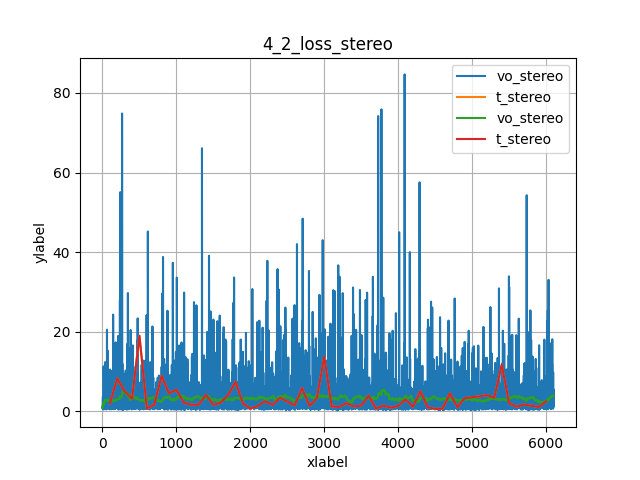 4_2_loss_stereo
vo_stereo
t_stereo
vo_stereo
t_stereo
ylabel
80
60
40
20
0
0 1000 2000 3000 4000 5000 6000
xlabel